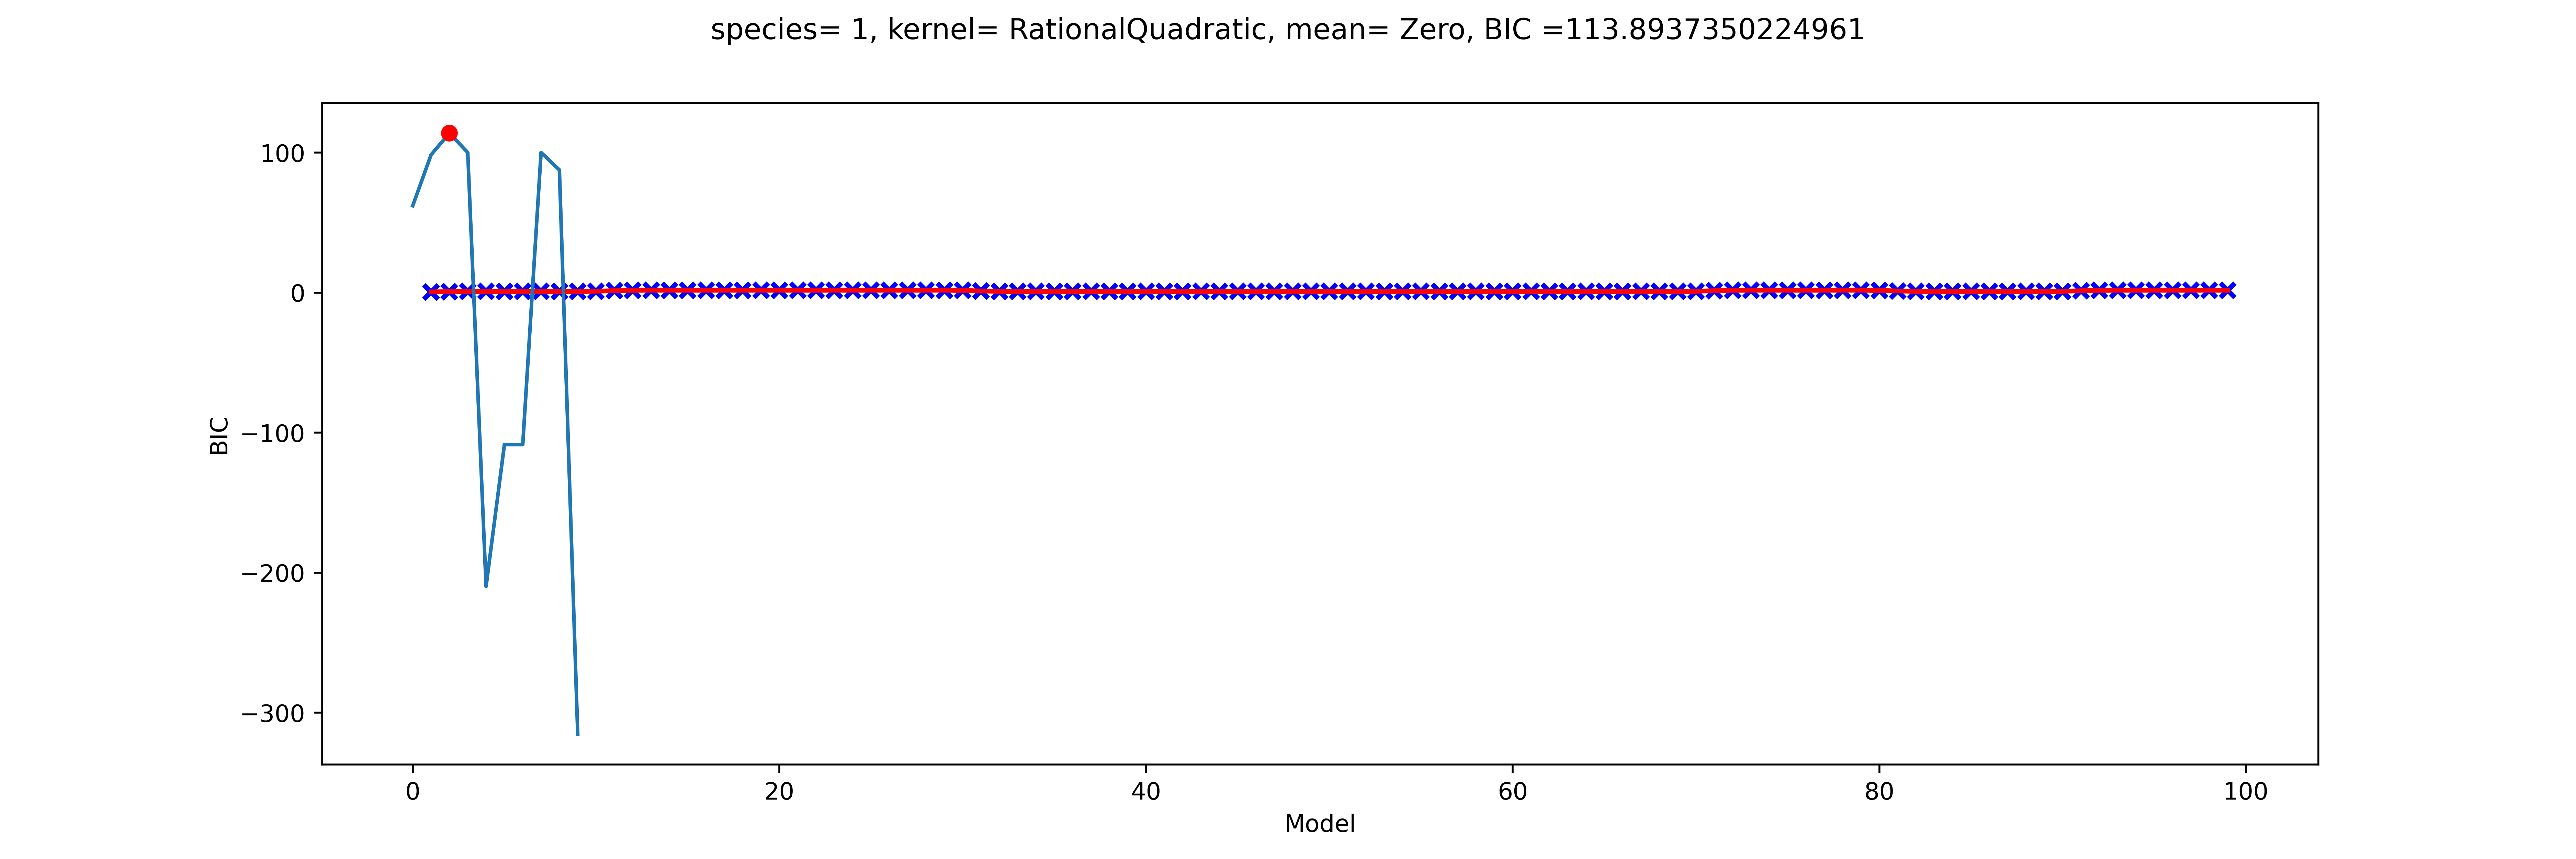 species= 1, kernel= RationalQuadratic, mean= Zero, BIC =113.8937350224961
100
0
−100
−200
−300
BIC
0 20 40 60 80 100
Model